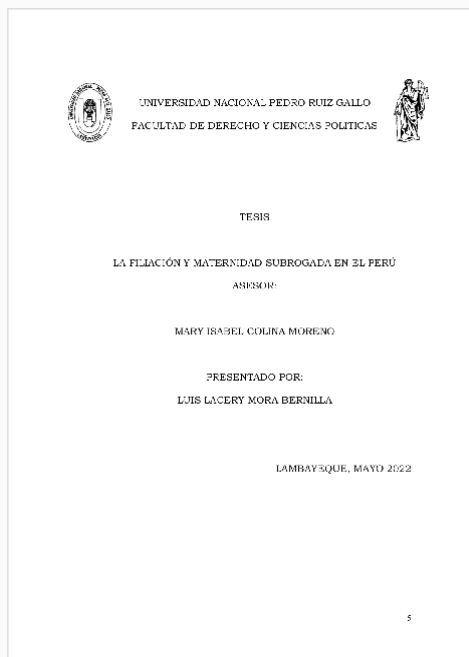 UNIVERSIDAD NACIONAL PEDRO RUIZ GALLO
FACULTAD DE DERECHO Y CIENCIAS POLITICAS
TESIS
LA FILIACIÓN Y MATERNIDAD SUBROGADA EN EL PERÚ
ASESOR:
MARY ISABEL COLINA MORENO
PRESENTADO POR:
LUIS LACERY MORA BERNILLA
LAMBAYEQUE, MAYO 2022
5